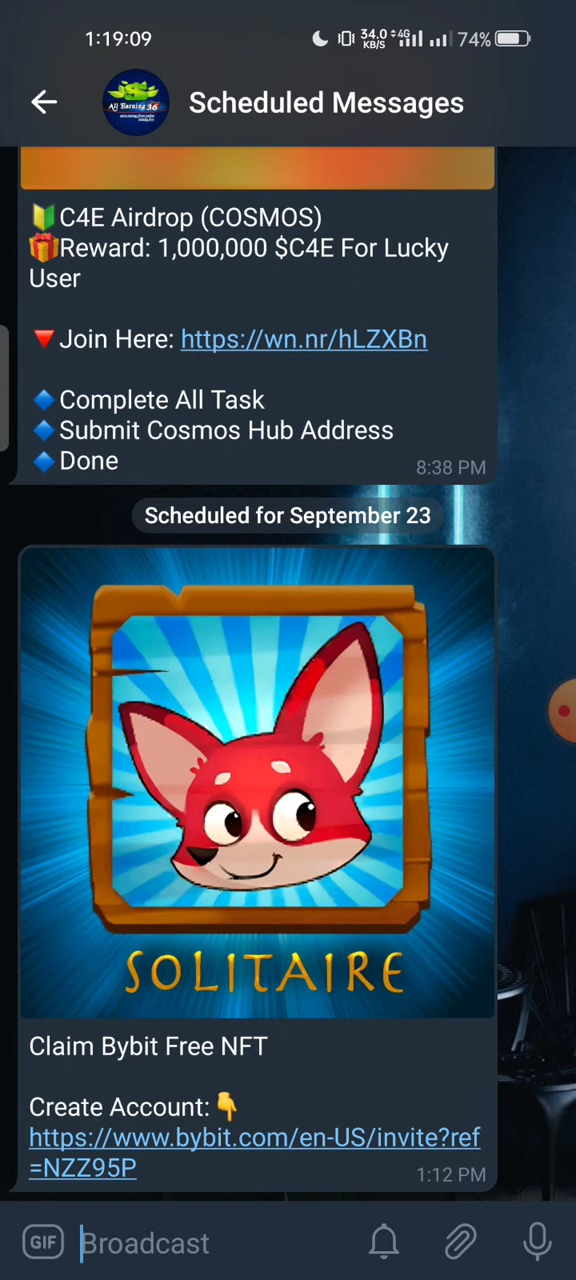 1:19:09
34.0 KB/S
4G
74%
All Earning 36
Scheduled Messages
🔰C4E Airdrop (COSMOS)
🎁Reward: 1,000,000 $C4E For Lucky
User
🔻Join Here: https://wn.nr/hLZXBn
🔷Complete All Task
🔷Submit Cosmos Hub Address
🔷Done
8:38 PM
Scheduled for September 23
SOLITAIRE
Claim Bybit Free NFT
Create Account:👇
https://www.bybit.com/en-US/invite?ref
=NZZ95P
1:12 PM
GIF
Broadcast